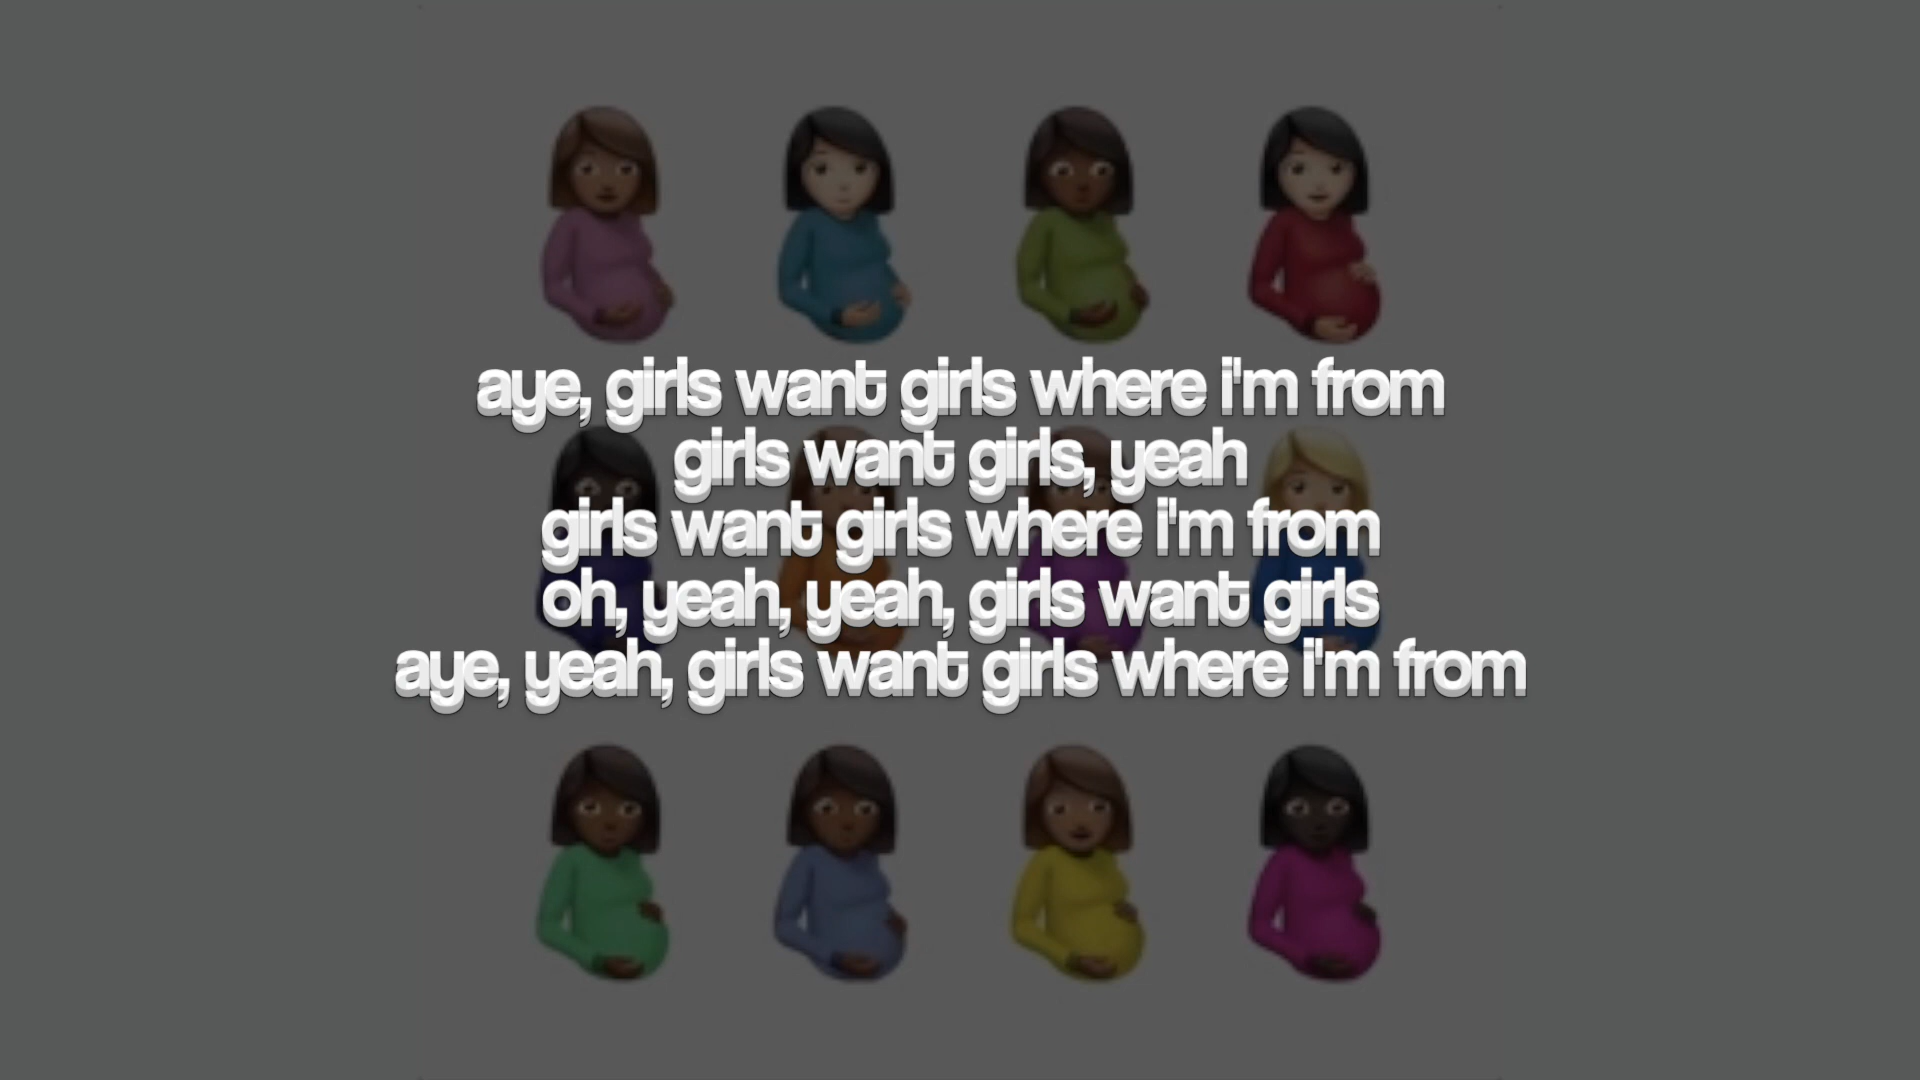 aye, girls want girls where i'm from
girls want girls, yeah
girls want girls where i'm from
oh, yeah, yeah, girls want girls
aye, yeah, girls want girls where i'm from